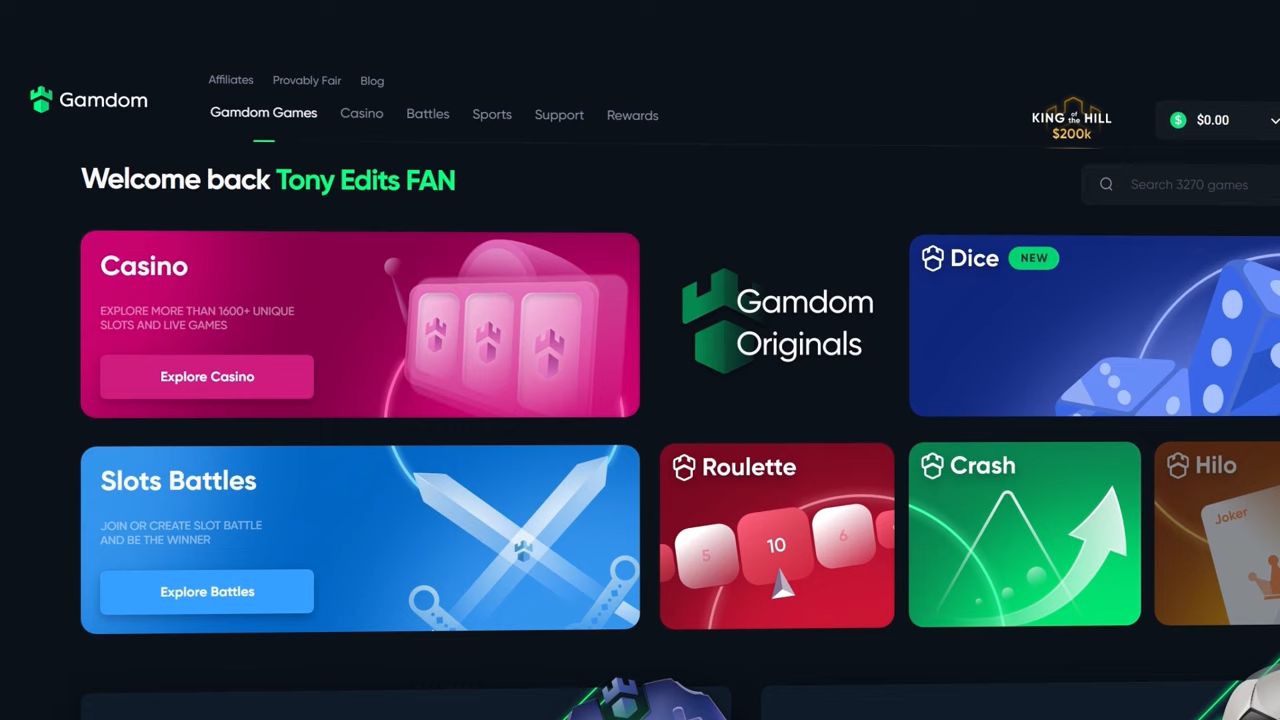 Affiliates Provably Fair Blog
Gamdom
Gamdom Games Casino Battles Sports Support Rewards
KING of the HILL
$200k
$ $0.00
Welcome back Tony Edits FAN
Search 3270 games
Casino
EXPLORE MORE THAN 1600+ UNIQUE
SLOTS AND LIVE GAMES
Explore Casino
Gamdom
Originals
Dice NEW
Slots Battles
JOIN OR CREATE SLOT BATTLE
AND BE THE WINNER
Explore Battles
Roulette
5 10 6
Crash
Hilo
Joker